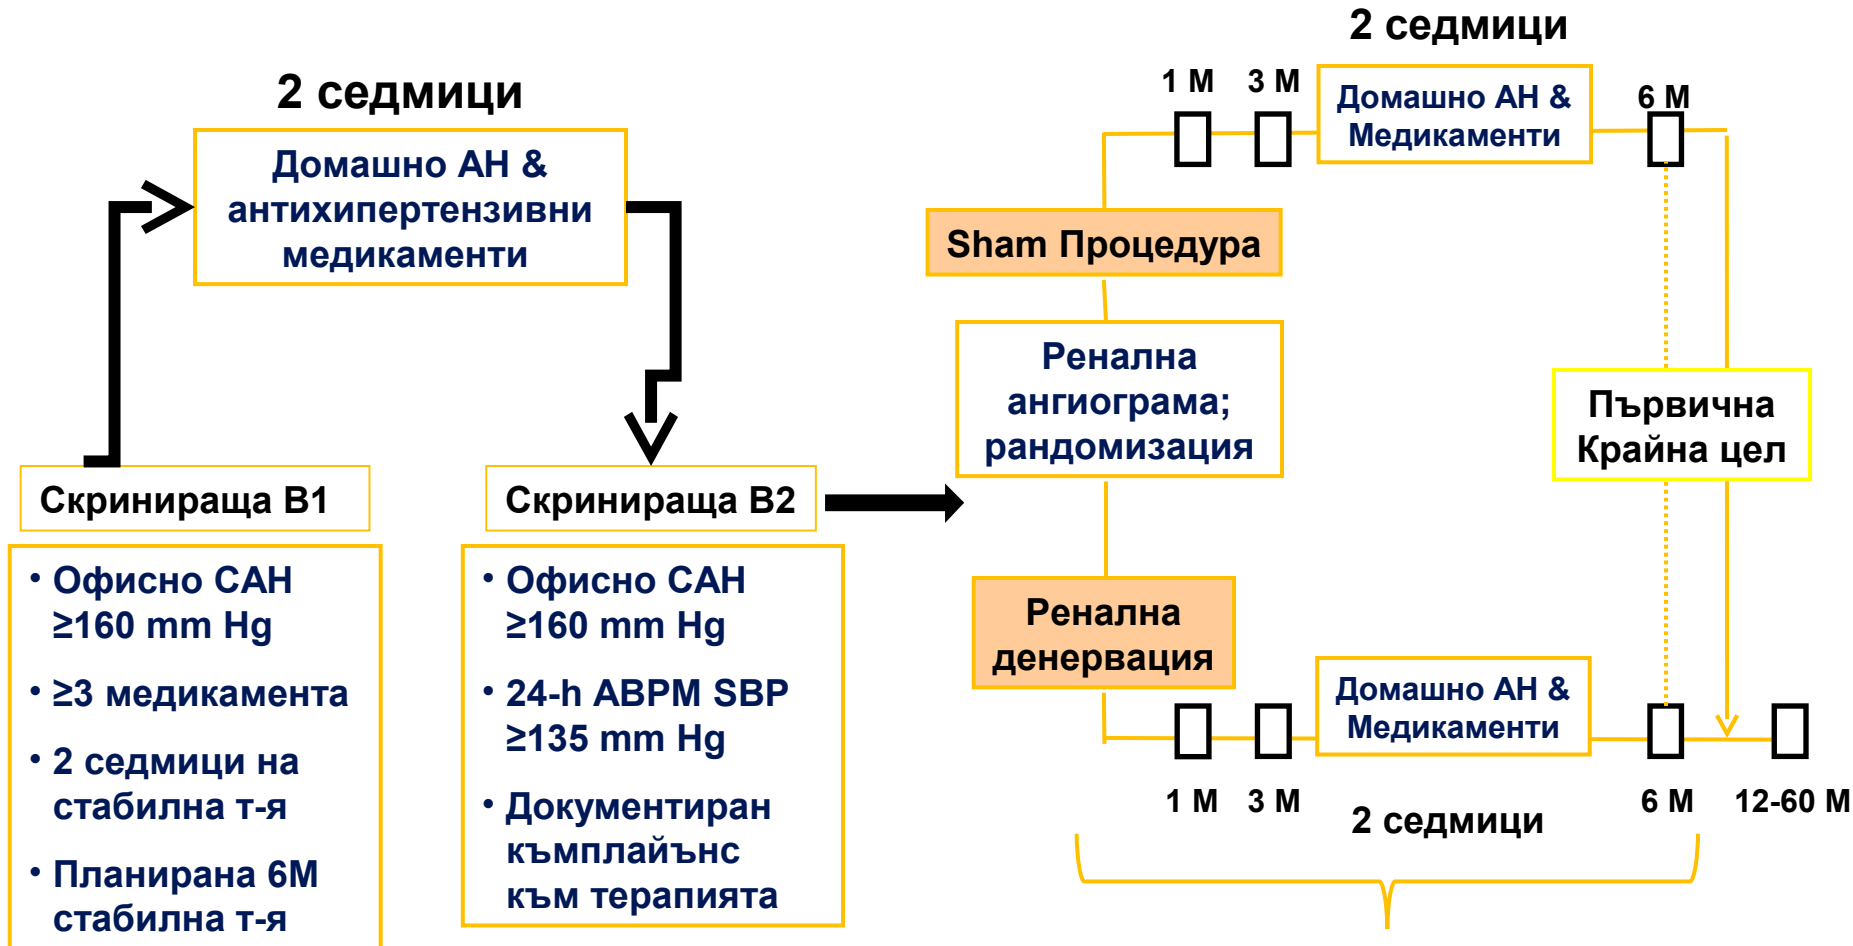 2 седмици
Домашно АН &
антихипертензивни
медикаменти
Скринираща В1
• Офисно САН
≥160 mm Hg
• ≥3 медикамента
• 2 седмици на
стабилна т-я
• Планирана 6М
стабилна т-я
Скринираща В2
• Офисно САН
≥160 mm Hg
• 24-h ABPM SBP
≥135 mm Hg
• Документиран
къмплайънс
към терапията
2 седмици
1 М
3 М
Домашно АН &
Медикаменти
6 М
Sham Процедура
Ренална
ангиограма;
рандомизация
Първична
Крайна цел
Ренална
денервация
Домашно АН &
Медикаменти
1 М
3 М
2 седмици
6 М
12-60 М